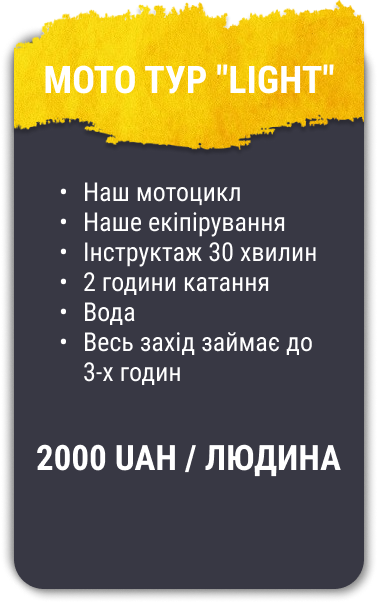 МОТО ТУР "LIGHT"
• Наш мотоцикл
• Наше екіпірування
• Інструктаж 30 хвилин
• 2 години катання
• Вода
• Весь захід займає до
3-х годин
2000 UAH / ЛЮДИНА